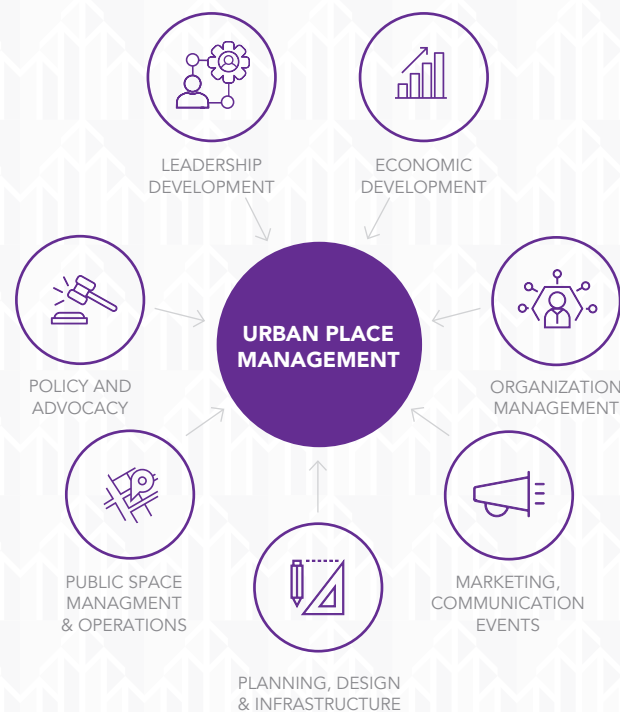 LEADERSHIP
DEVELOPMENT
ECONOMIC
DEVELOPMENT
URBAN PLACE
MANAGEMENT
POLICY AND
ADVOCACY
ORGANIZATION
MANAGEMENT
PUBLIC SPACE
MANAGMENT
& OPERATIONS
MARKETING,
COMMUNICATION
EVENTS
PLANNING, DESIGN
& INFRASTRUCTURE